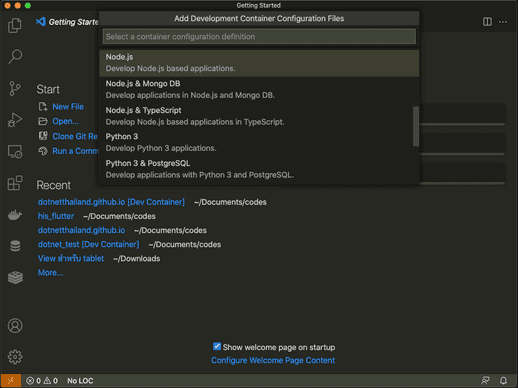 Getting Started
Add Development Container Configuration Files
Getting Started
Select a container configuration definition
Node.js
Develop Node.js based applications.
Node.js & Mongo DB
Develop applications in Node.js and Mongo DB.
Node.js & TypeScript
Develop Node.js based applications in TypeScript.
Python 3
Develop Python 3 applications.
Python 3 & PostgreSQL
Develop applications with Python 3 and PostgreSQL.
Start
New File
Open...
Clone Git Re
Run a Comm
Recent
dotnetthailand.github.io [Dev Container] ~/Documents/codes
his_flutter ~/Documents/codes
dotnetthailand.github.io ~/Documents/codes
dotnet_test [Dev Container] ~/Documents/codes
View สำหรับ tablet ~/Downloads
More...
Show welcome page on startup
Configure Welcome Page Content
0 0 No LOC